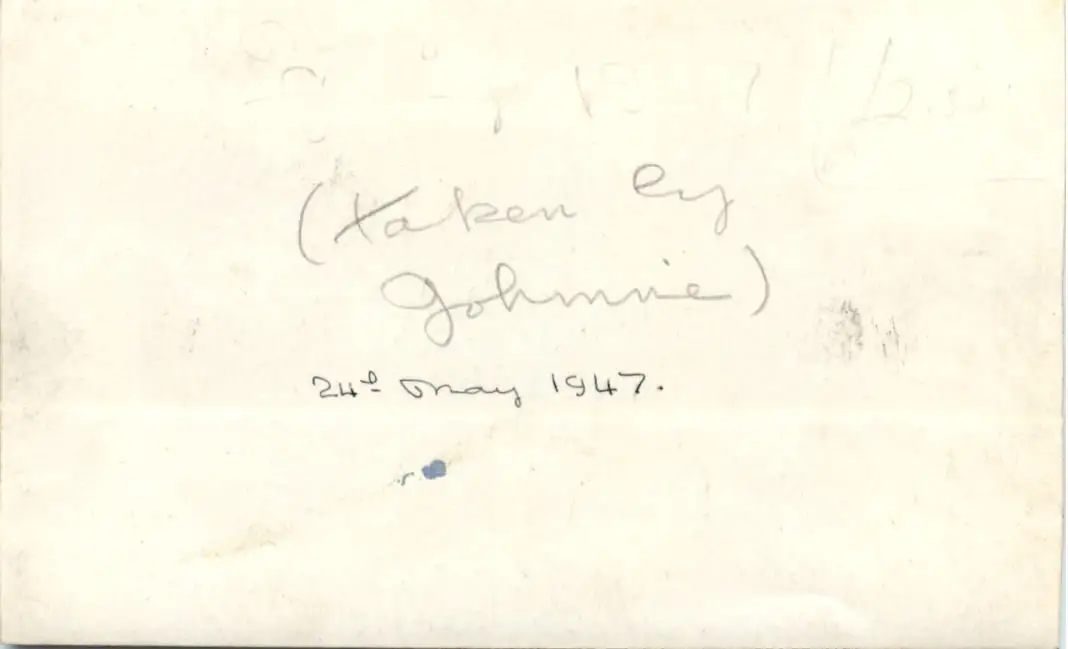 (taken by
Johnnie)
24th May 1947.